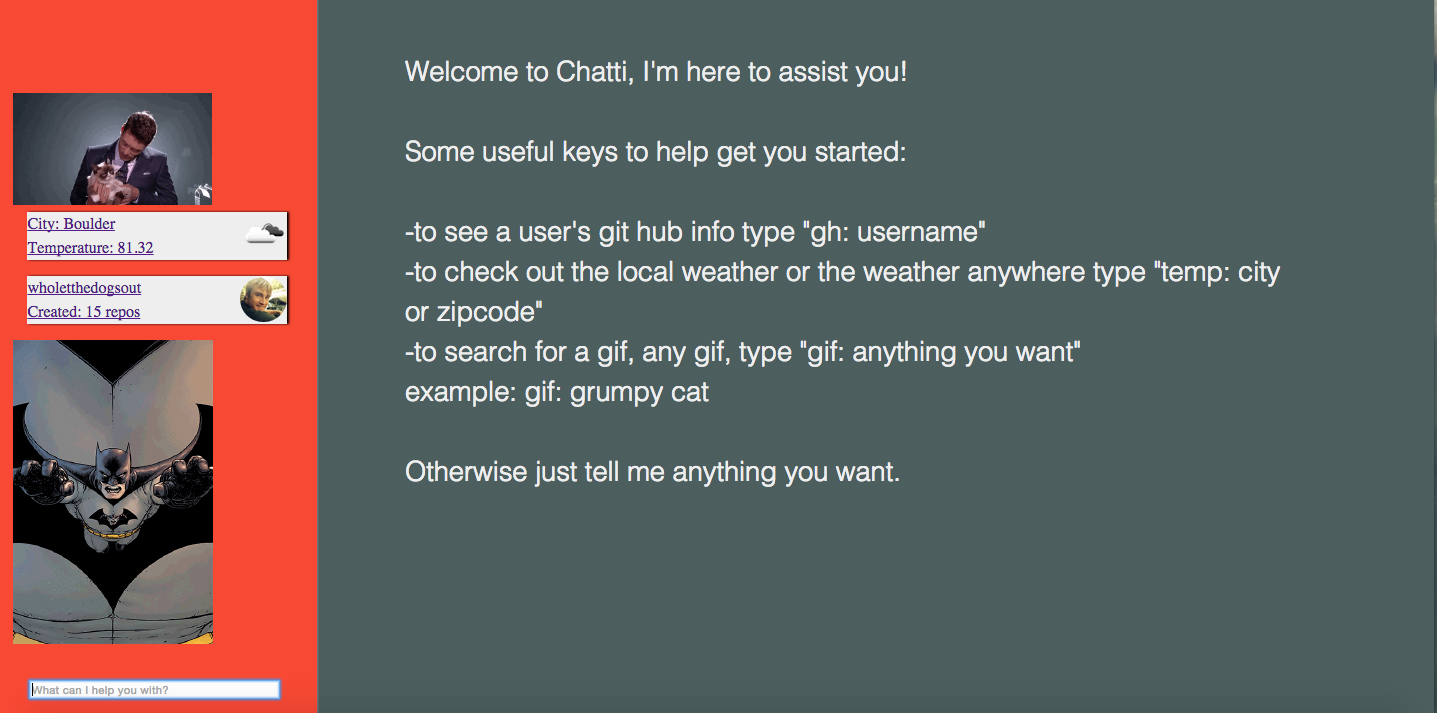 City: Boulder
Temperature: 81.32
wholetthedogsout
Created: 15 repos
What can I help you with?
Welcome to Chatti, I'm here to assist you!
Some useful keys to help get you started:
-to see a user's git hub info type "gh: username"
-to check out the local weather or the weather anywhere type "temp: city
or zipcode"
-to search for a gif, any gif, type "gif: anything you want"
example: gif: grumpy cat
Otherwise just tell me anything you want.